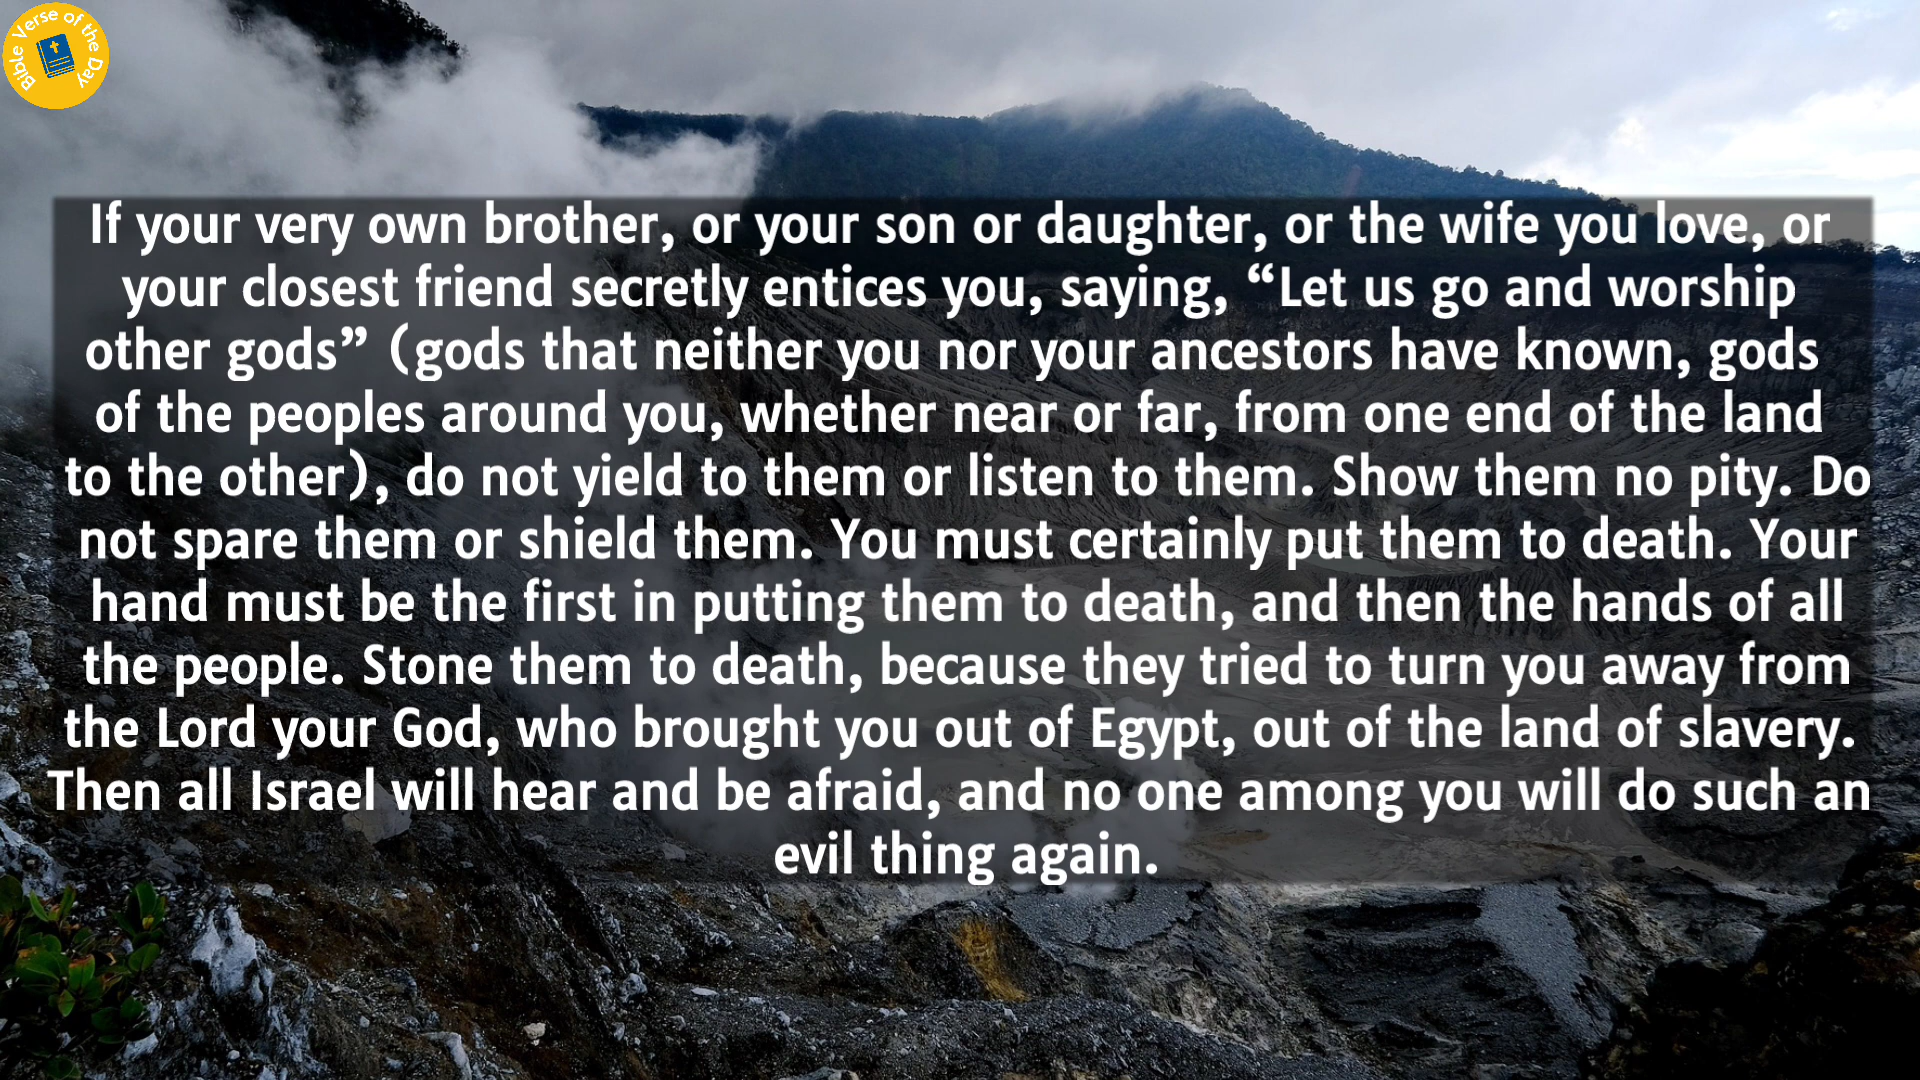 Bible Verse of the Day
If your very own brother, or your son or daughter, or the wife you love, or
your closest friend secretly entices you, saying, “Let us go and worship
other gods” (gods that neither you nor your ancestors have known, gods
of the peoples around you, whether near or far, from one end of the land
to the other), do not yield to them or listen to them. Show them no pity. Do
not spare them or shield them. You must certainly put them to death. Your
hand must be the first in putting them to death, and then the hands of all
the people. Stone them to death, because they tried to turn you away from
the Lord your God, who brought you out of Egypt, out of the land of slavery.
Then all Israel will hear and be afraid, and no one among you will do such an
evil thing again.